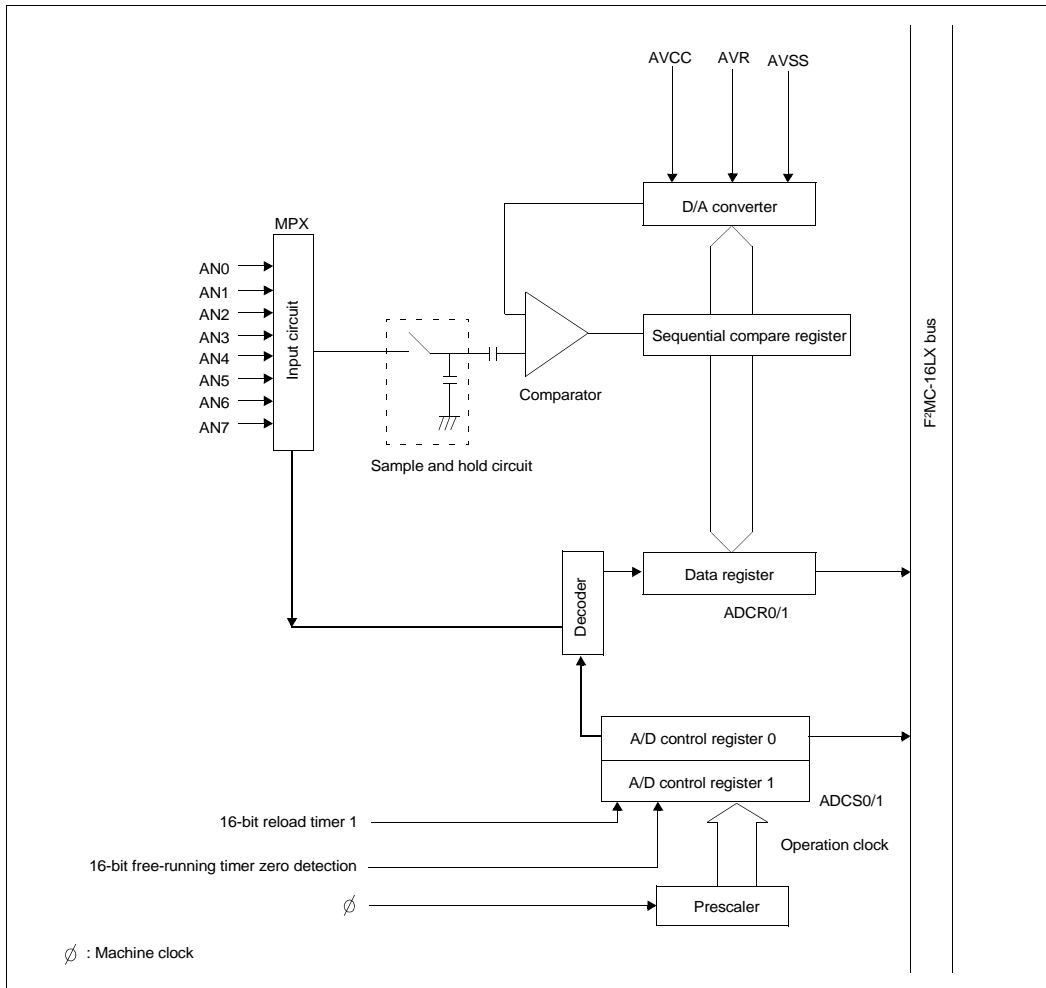 AVCC AVR AVSS
D/A converter
MPX
AN0
AN1
AN2
AN3
AN4
AN5
AN6
AN7
Input circuit
Sequential compare register
Comparator
Sample and hold circuit
F²MC-16LX bus
Decoder
Data register
ADCR0/1
A/D control register 0
A/D control register 1
ADCS0/1
16-bit reload timer 1
Operation clock
16-bit free-running timer zero detection
∅
Prescaler
∅ : Machine clock